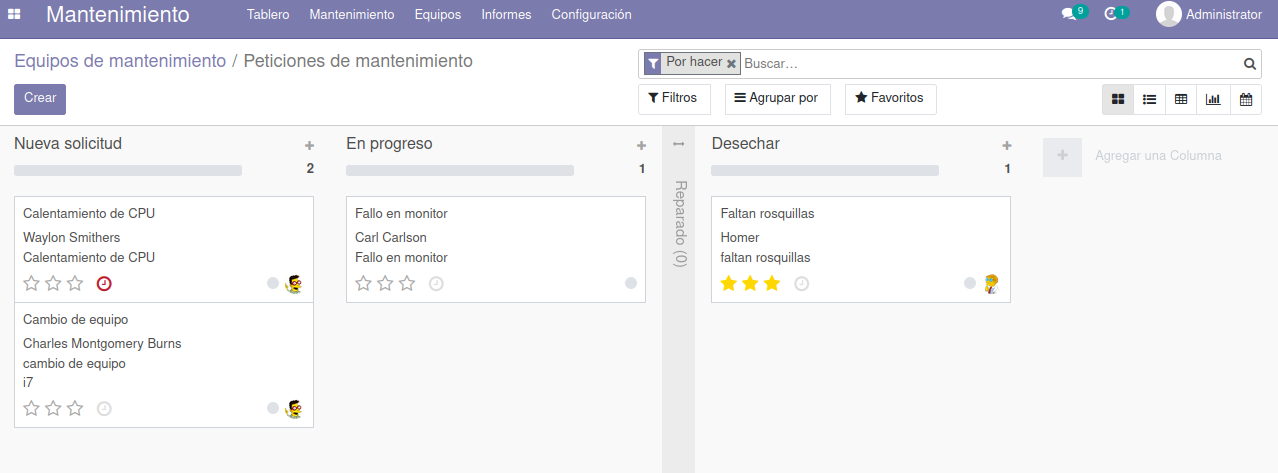 Mantenimiento
Tablero
Mantenimiento
Equipos
Informes
Configuración
9
1
Administrator
Equipos de mantenimiento / Peticiones de mantenimiento
Por hacer
Buscar...
Crear
Filtros
Agrupar por
Favoritos
Nueva solicitud
2
Calentamiento de CPU
Waylon Smithers
Calentamiento de CPU
Cambio de equipo
Charles Montgomery Burns
cambio de equipo
i7
En progreso
1
Fallo en monitor
Carl Carlson
Fallo en monitor
Reparado (0)
Desechar
1
Faltan rosquillas
Homer
faltan rosquillas
Agregar una Columna